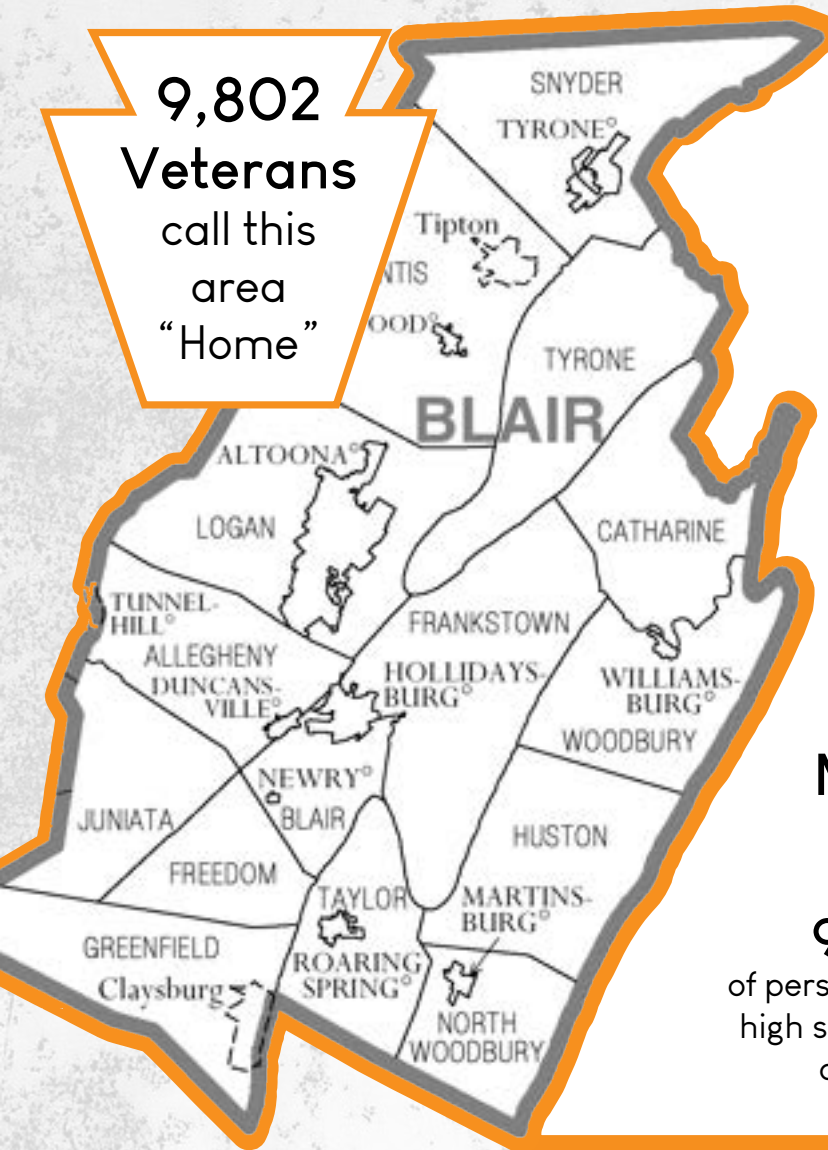 9,802
Veterans
call this
area
“Home”
SNYDER
TYRONE°
Tipton
NTIS
OOD°
TYRONE
BLAIR
ALTOONA°
LOGAN
CATHARINE
TUNNEL-
HILL°
FRANKSTOWN
ALLEGHENY
DUNCANS-
VILLE°
HOLLIDAYS-
BURG°
WILLIAMS-
BURG°
WOODBURY
NEWRY°
BLAIR
JUNIATA
HUSTON
FREEDOM
TAYLOR
MARTINS-
BURG°
GREENFIELD
Claysburg
ROARING
SPRING°
NORTH
WOODBURY
of pers
high s